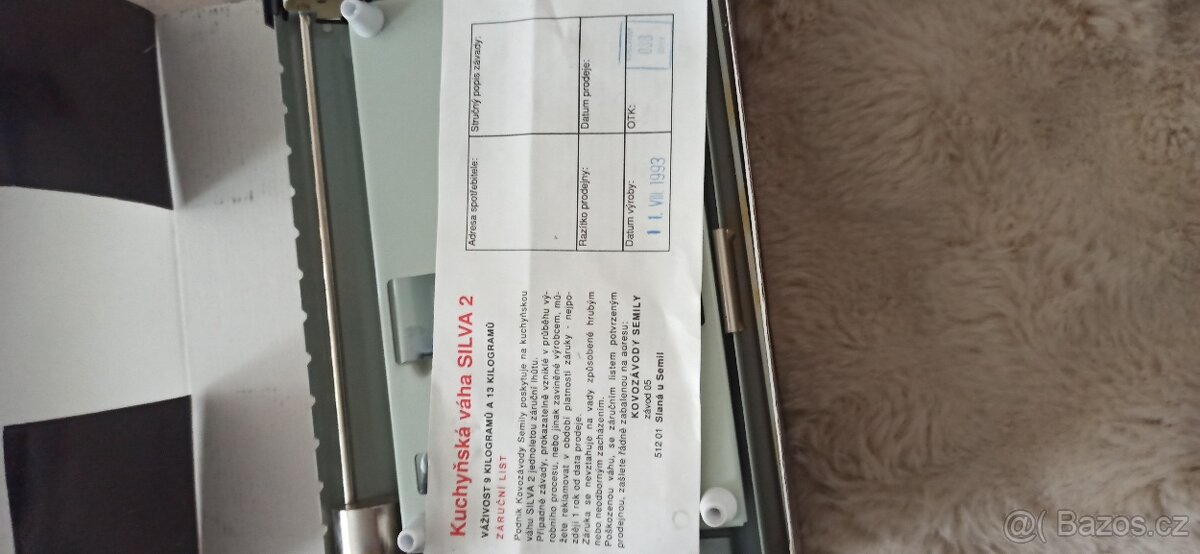 Kuchyňská váha SILVA 2
VÁŽIVOST 9 KILOGRAMŮ A 13 KILOGRAMŮ
ZÁRUČNÍ LIST
Podnik Kovozávody Semily poskytuje na kuchyňskou
váhu SILVA 2 jednoletou záruční lhůtu.
Případné závady, prokazatelně vzniklé v průběhu vý-
robního procesu, nebo jinak zaviněné výrobcem, mů-
žete reklamovat v období platnosti záruky - nejpo-
zději 1 rok od data prodeje.
Záruka se nevztahuje na vady způsobené hrubým
nebo neodborným zacházením.
Poškozenou váhu, se záručním listem potvrzeným
prodejnou, zašlete řádně zabalenou na adresu:
KOVOZÁVODY SEMILY
závod 05
512 01 Slaná u Semil
Adresa spotřebitele:
Stručný popis závady:
Razítko prodejny:
Datum prodeje:
Datum výroby:
11. VIII. 1993
OTK:
@ Bazos.cz